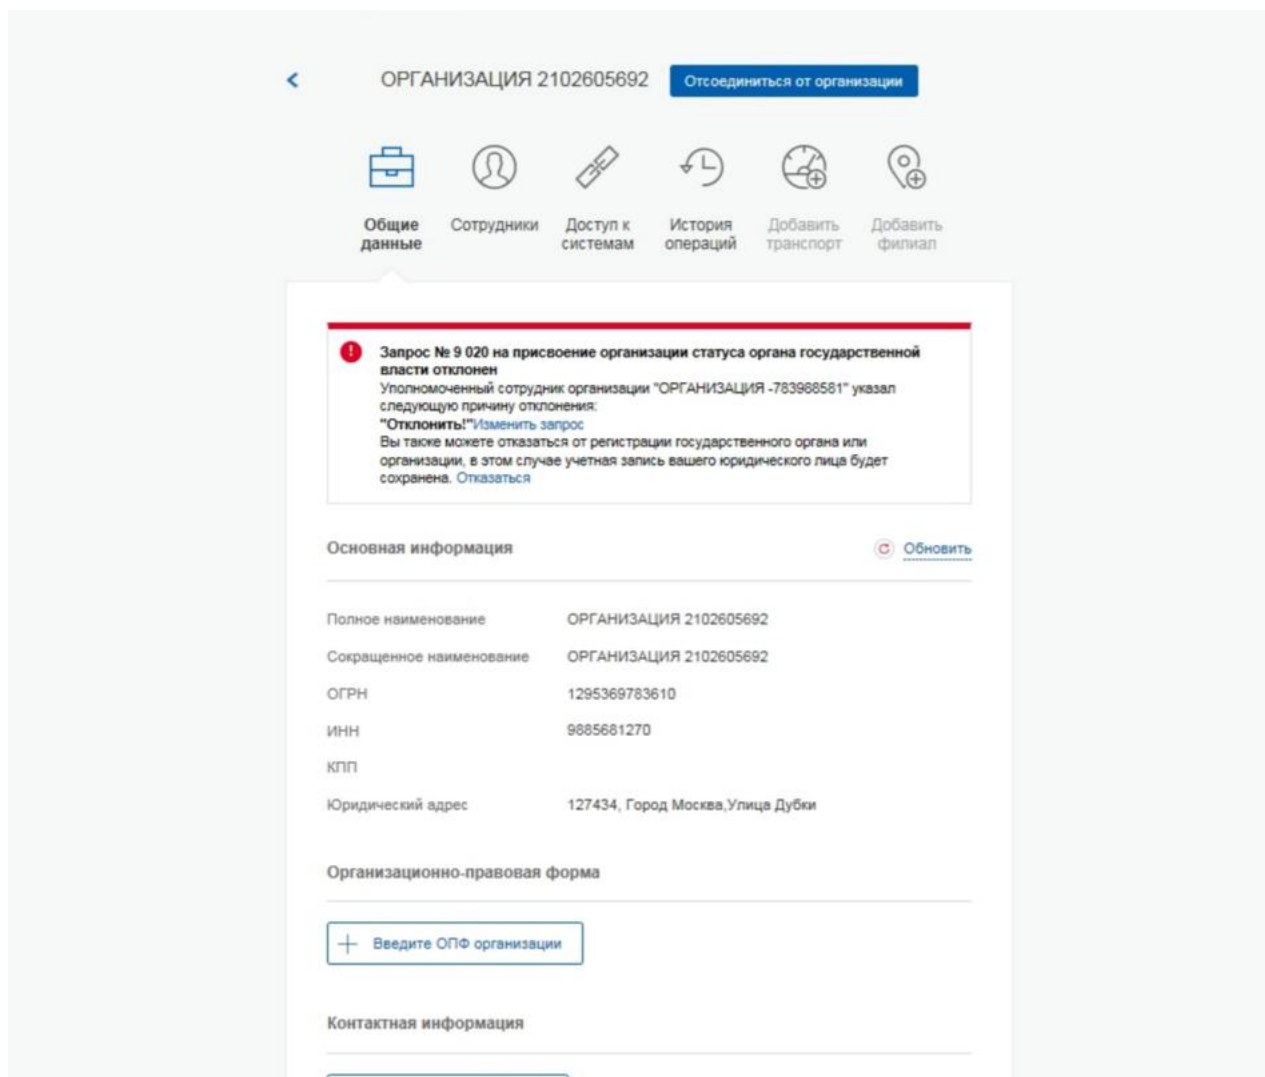 ОРГАНИЗАЦИЯ 2102605692 Отсоединиться от организации
Общие данные
Сотрудники
Доступ к системам
История операций
Добавить транспорт
Добавить филиал
Запрос № 9 020 на присвоение организации статуса органа государственной
власти отклонен
Уполномоченный сотрудник организации "ОРГАНИЗАЦИЯ -783988581" указал
следующую причину отклонения:
"Отклонить!"Изменить запрос
Вы также можете отказаться от регистрации государственного органа или
организации, в этом случае учетная запись вашего юридического лица будет
сохранена. Отказаться
Основная информация Обновить
Полное наименование ОРГАНИЗАЦИЯ 2102605692
Сокращенное наименование ОРГАНИЗАЦИЯ 2102605692
ОГРН 1295369783610
ИНН 9885681270
КПП
Юридический адрес 127434, Город Москва,Улица Дубки
Организационно-правовая форма
Введите ОПФ организации
Контактная информация